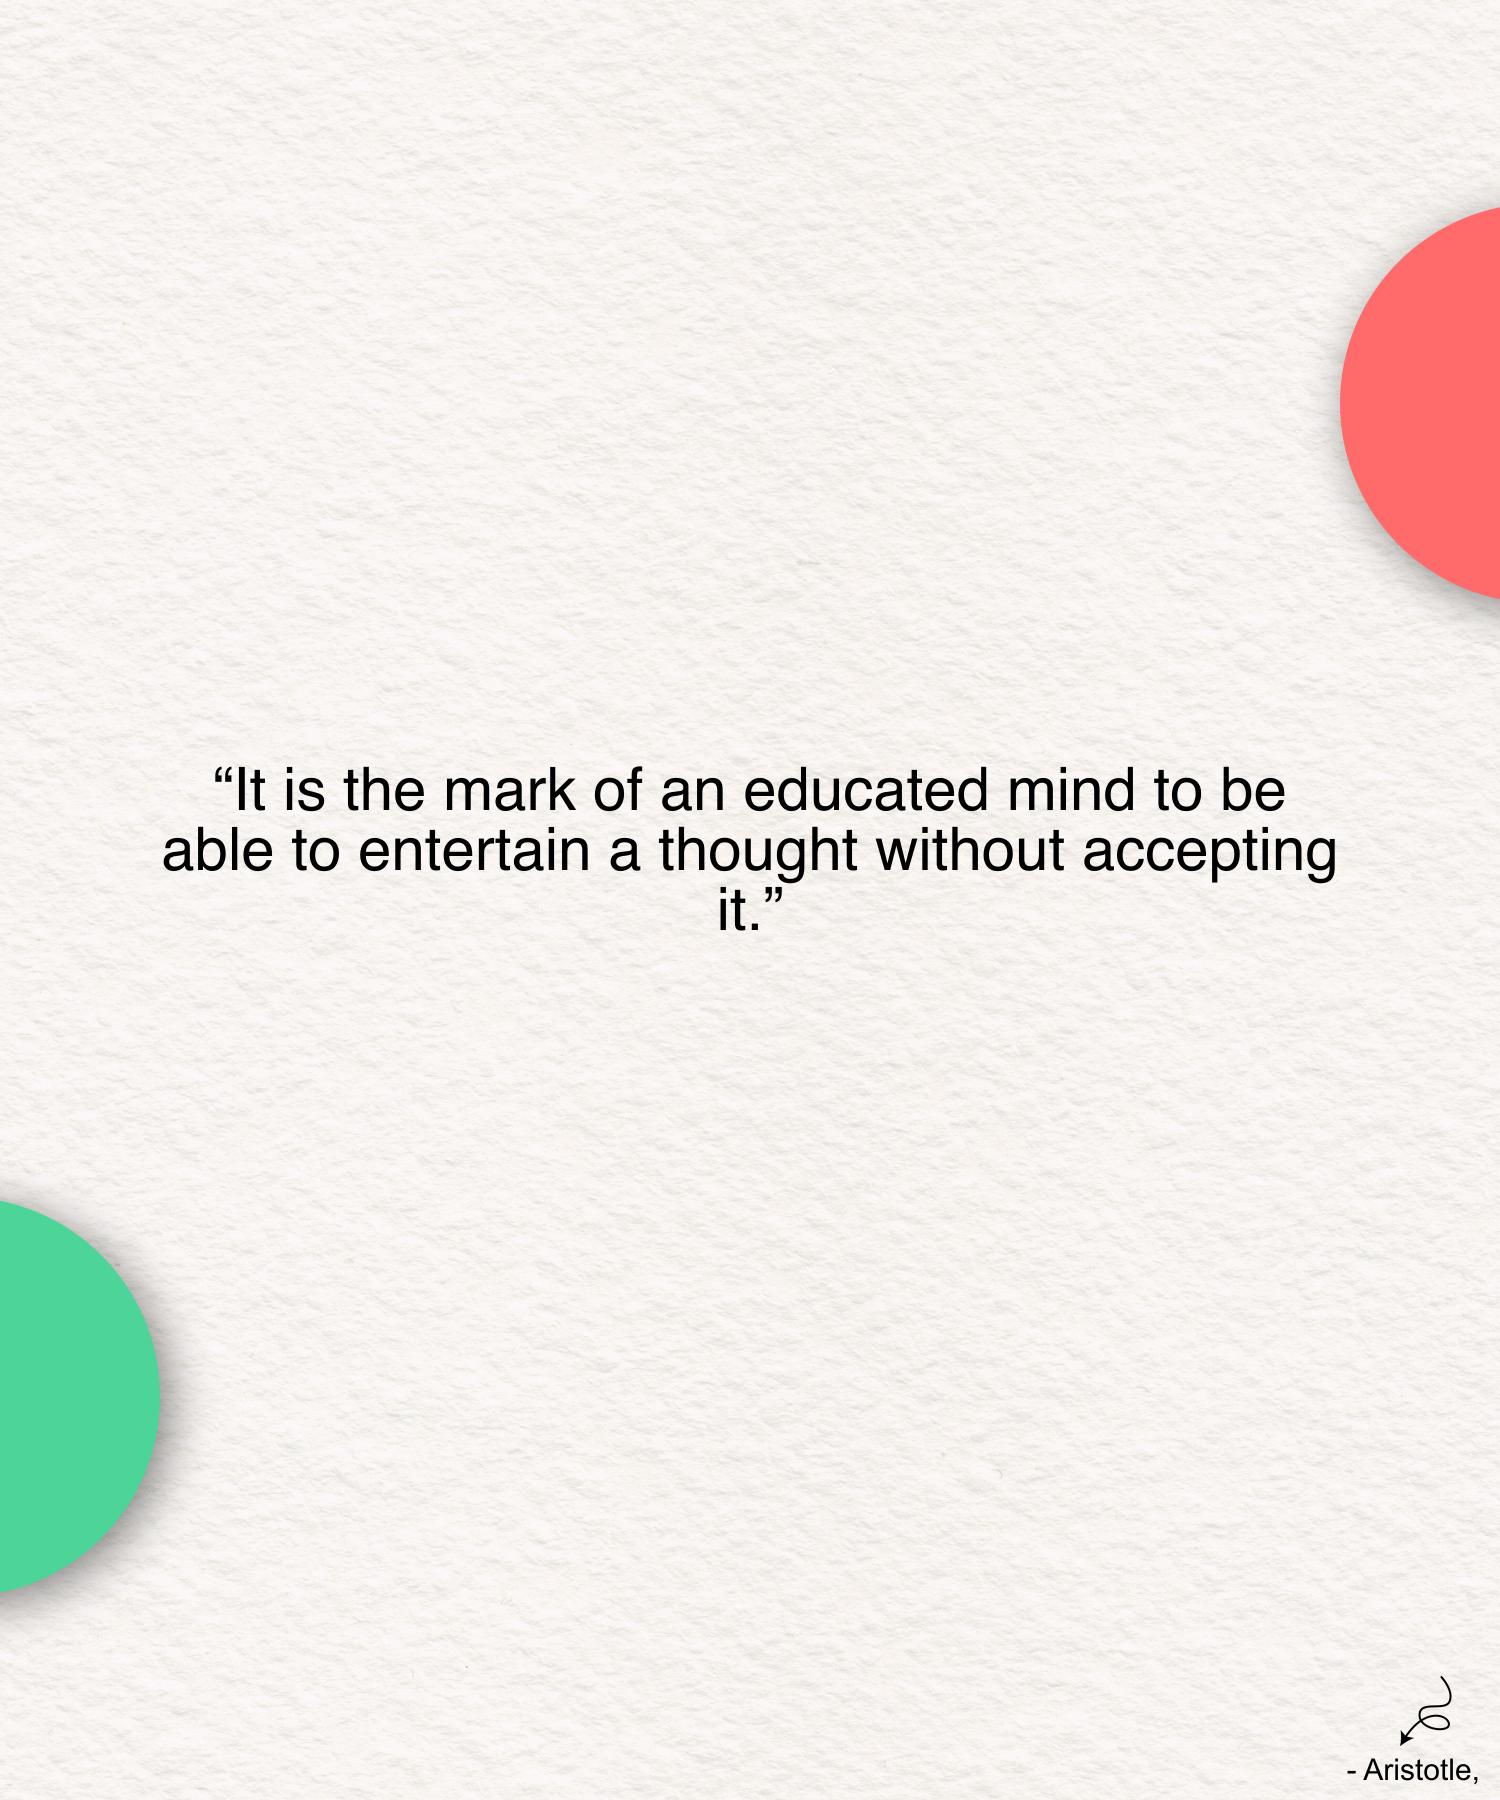 “It is the mark of an educated mind to be
able to entertain a thought without accepting
it.”
- Aristotle,